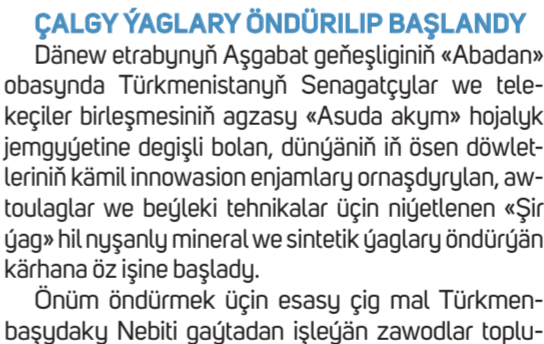 ÇALGY ÝAGLARY ÖNDÜRILIP BAŞLANDY
Dänew etrabynyň Aşgabat geňeşliginiň «Abadan»
obasynda Türkmenistanyň Senagatçylar we tele-
keçiler birleşmesiniň agzasy «Asuda akym» hojalyk
jemgyýetine degişli bolan, dünýäniň iň ösen döwlet-
leriniň kämil innowasion enjamlary ornaşdyrylan, aw-
toulaglar we beýleki tehnikalar üçin niýetlenen «Şir
ýag» hil nyşanly mineral we sintetik ýaglary öndürýän
kärhana öz işine başlady.
Önüm öndürmek üçin esasy çig mal Türkmen-
başydaky Nebiti gaýtadan işleýän zawodlar toplu-